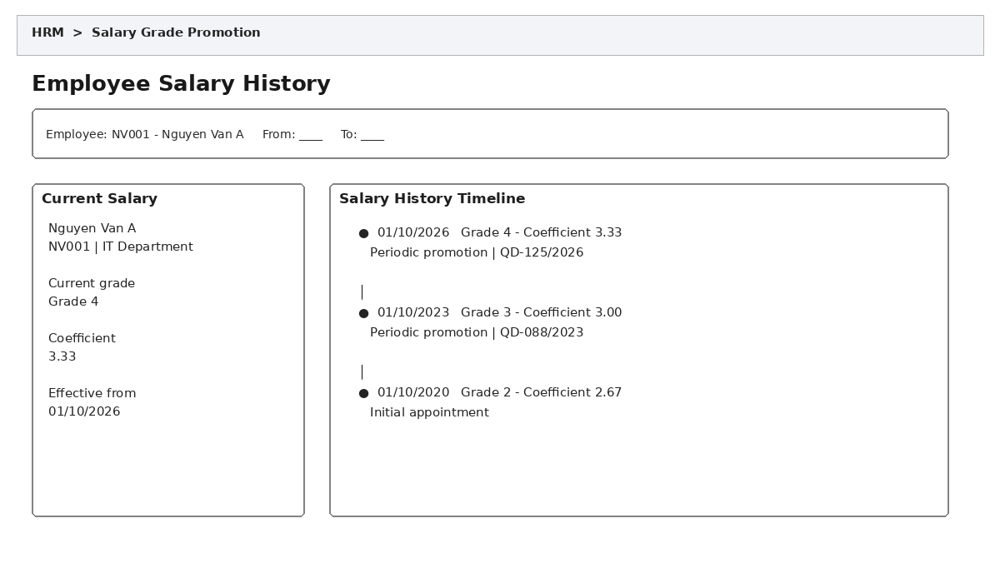 HRM > Salary Grade Promotion
Employee Salary History
Employee: NV001 - Nguyen Van A From: ____ To: ____
Current Salary
Nguyen Van A
NV001 | IT Department
Current grade
Grade 4
Coefficient
3.33
Effective from
01/10/2026
Salary History Timeline
● 01/10/2026 Grade 4 - Coefficient 3.33
Periodic promotion | QD-125/2026
|
● 01/10/2023 Grade 3 - Coefficient 3.00
Periodic promotion | QD-088/2023
|
● 01/10/2020 Grade 2 - Coefficient 2.67
Initial appointment